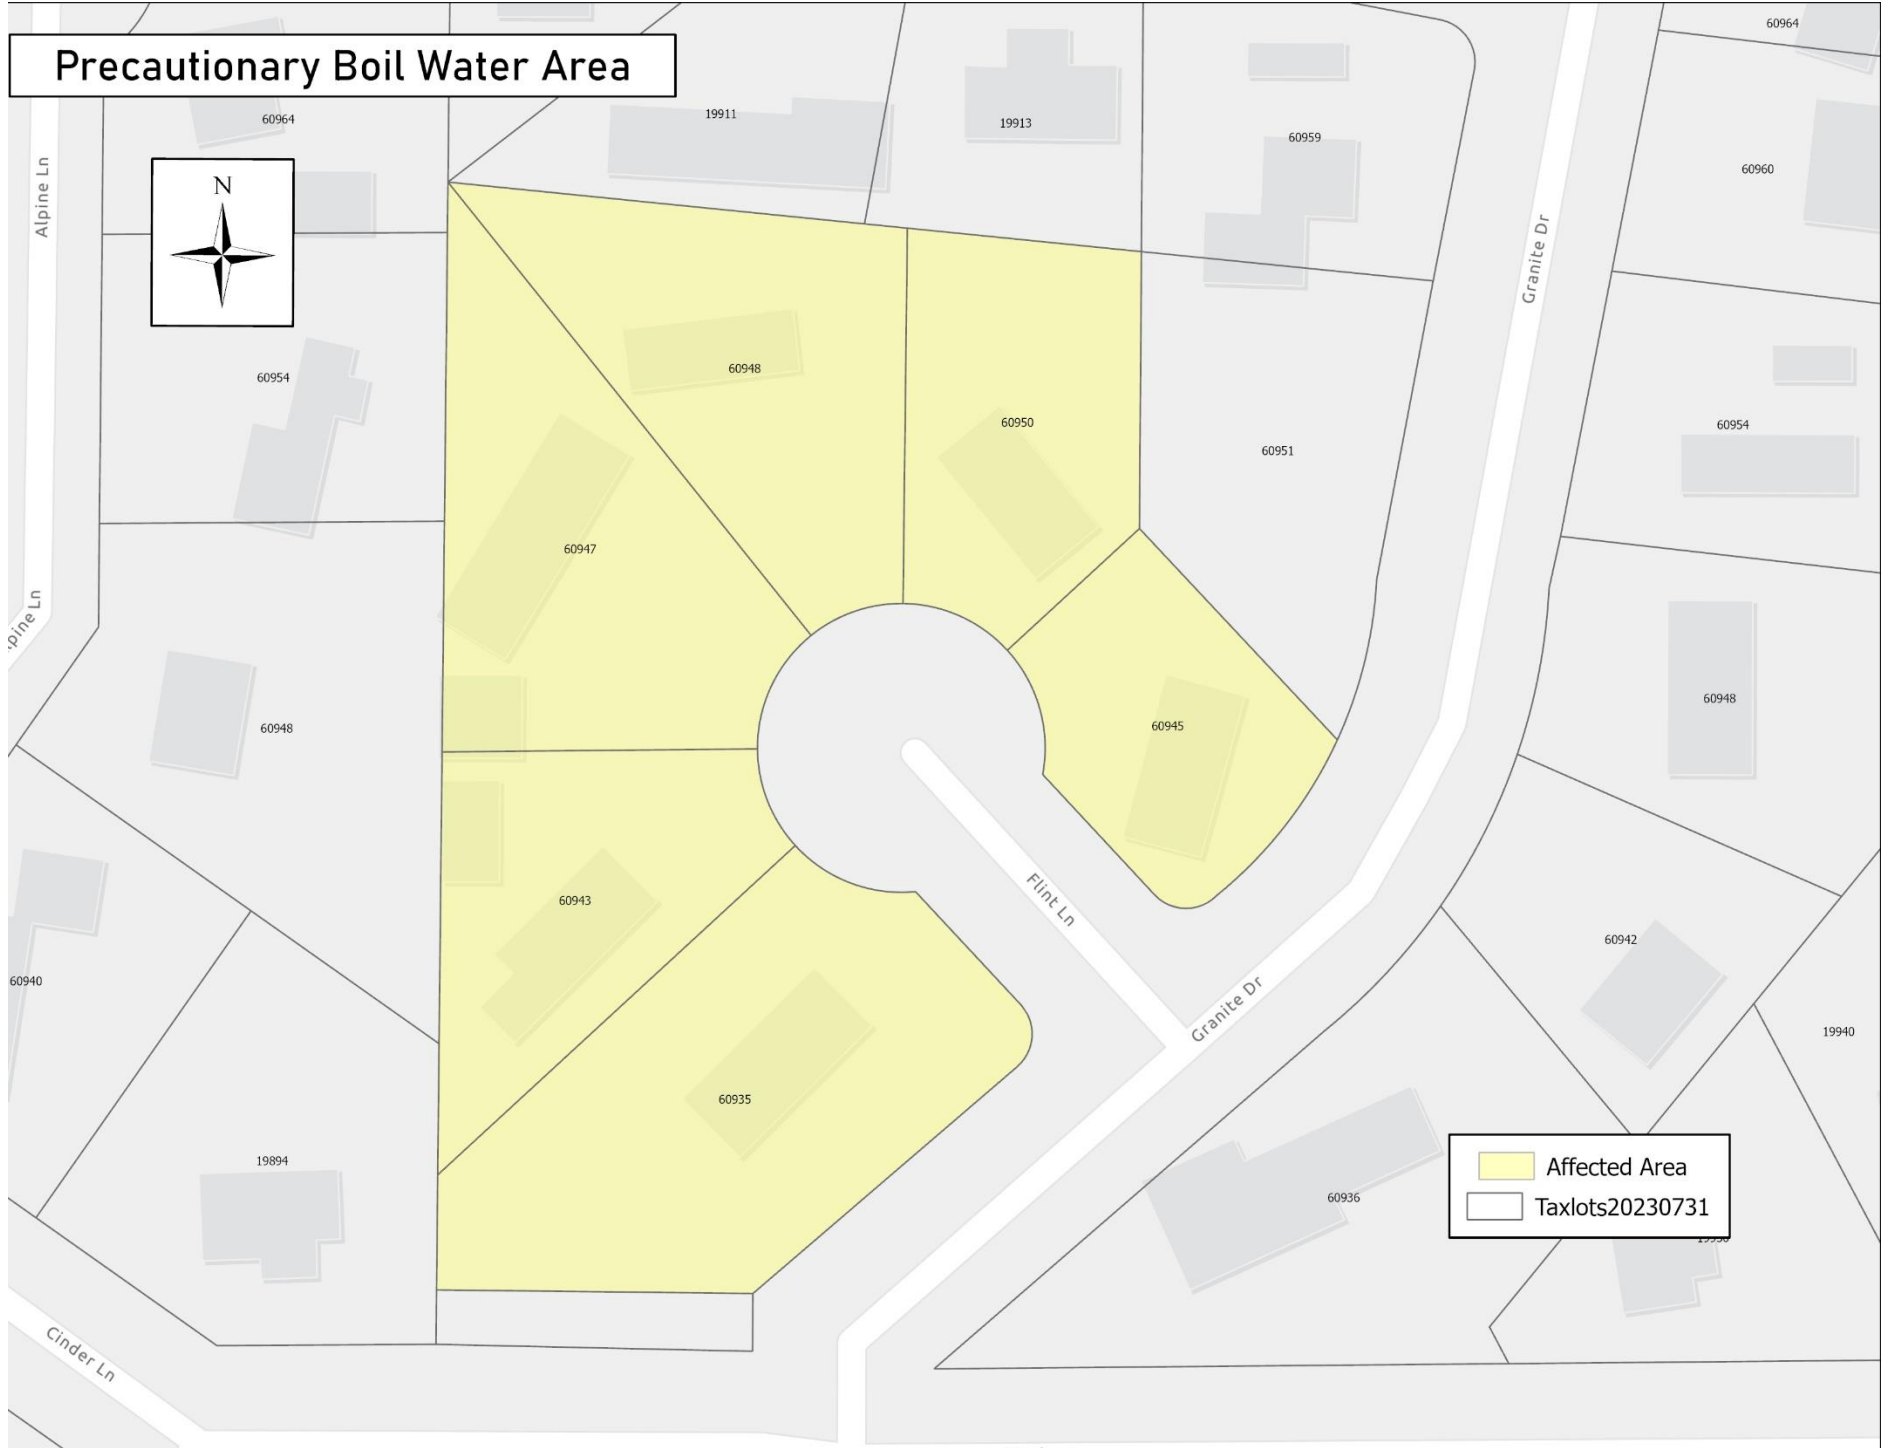 Precautionary Boil Water Area
60964
60964
19911
19913
60959
60960
N
Alpine Ln
Granite Dr
60954
60948
60950
60951
60954
60947
Alpine Ln
60948
60945
60948
60943
Flint Ln
60942
60940
Granite Dr
19940
60935
19894
60936
Affected Area
Taxlots20230731
Cinder Ln